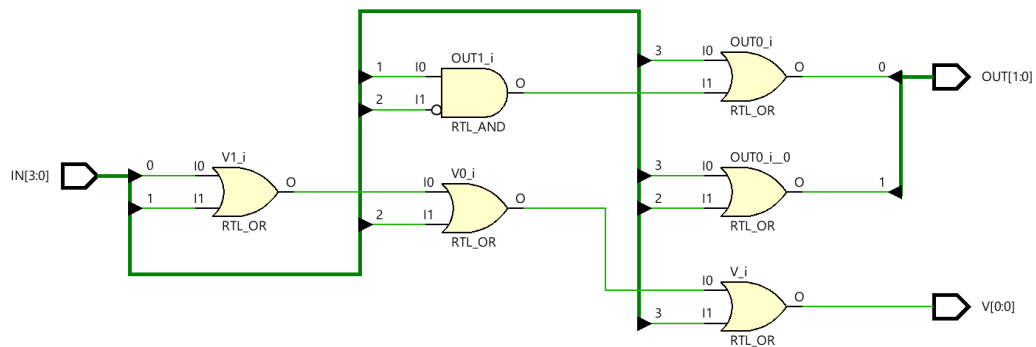 OUT0_i
3
I0
O
0
OUT[1:0]
I1
RTL_OR
OUT1_i
1
I0
O
2
I1
RTL_AND
IN[3:0]
V1_i
0
I0
O
1
I1
RTL_OR
V0_i
I0
O
2
I1
RTL_OR
OUT0_i__0
3
I0
O
1
2
I1
RTL_OR
V_i
I0
O
V[0:0]
3
I1
RTL_OR